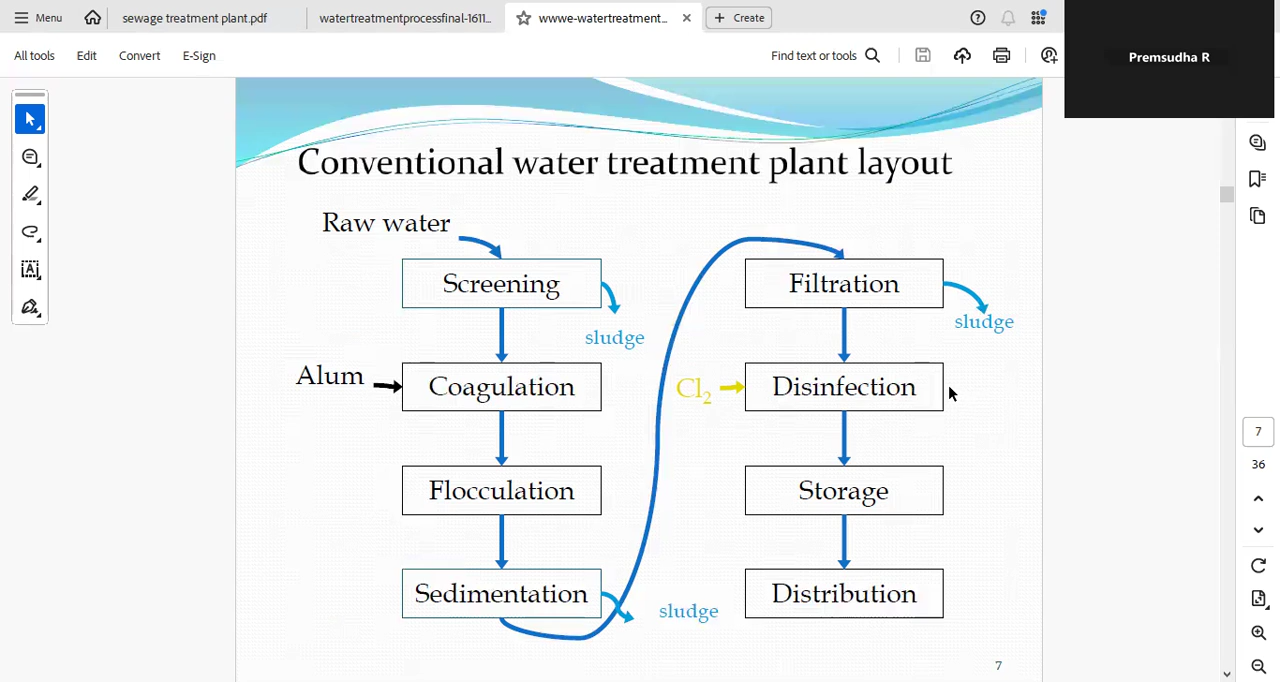 Menu
sewage treatment plant.pdf
watertreatmentprocessfinal-1611...
wwwe-watertreatment...
Create
All tools
Edit
Convert
E-Sign
Find text or tools
Premsudha R
Conventional water treatment plant layout
Raw water
Screening
sludge
Alum
Coagulation
Flocculation
Sedimentation
sludge
Filtration
sludge
Cl2
Disinfection
Storage
Distribution
7
7
36